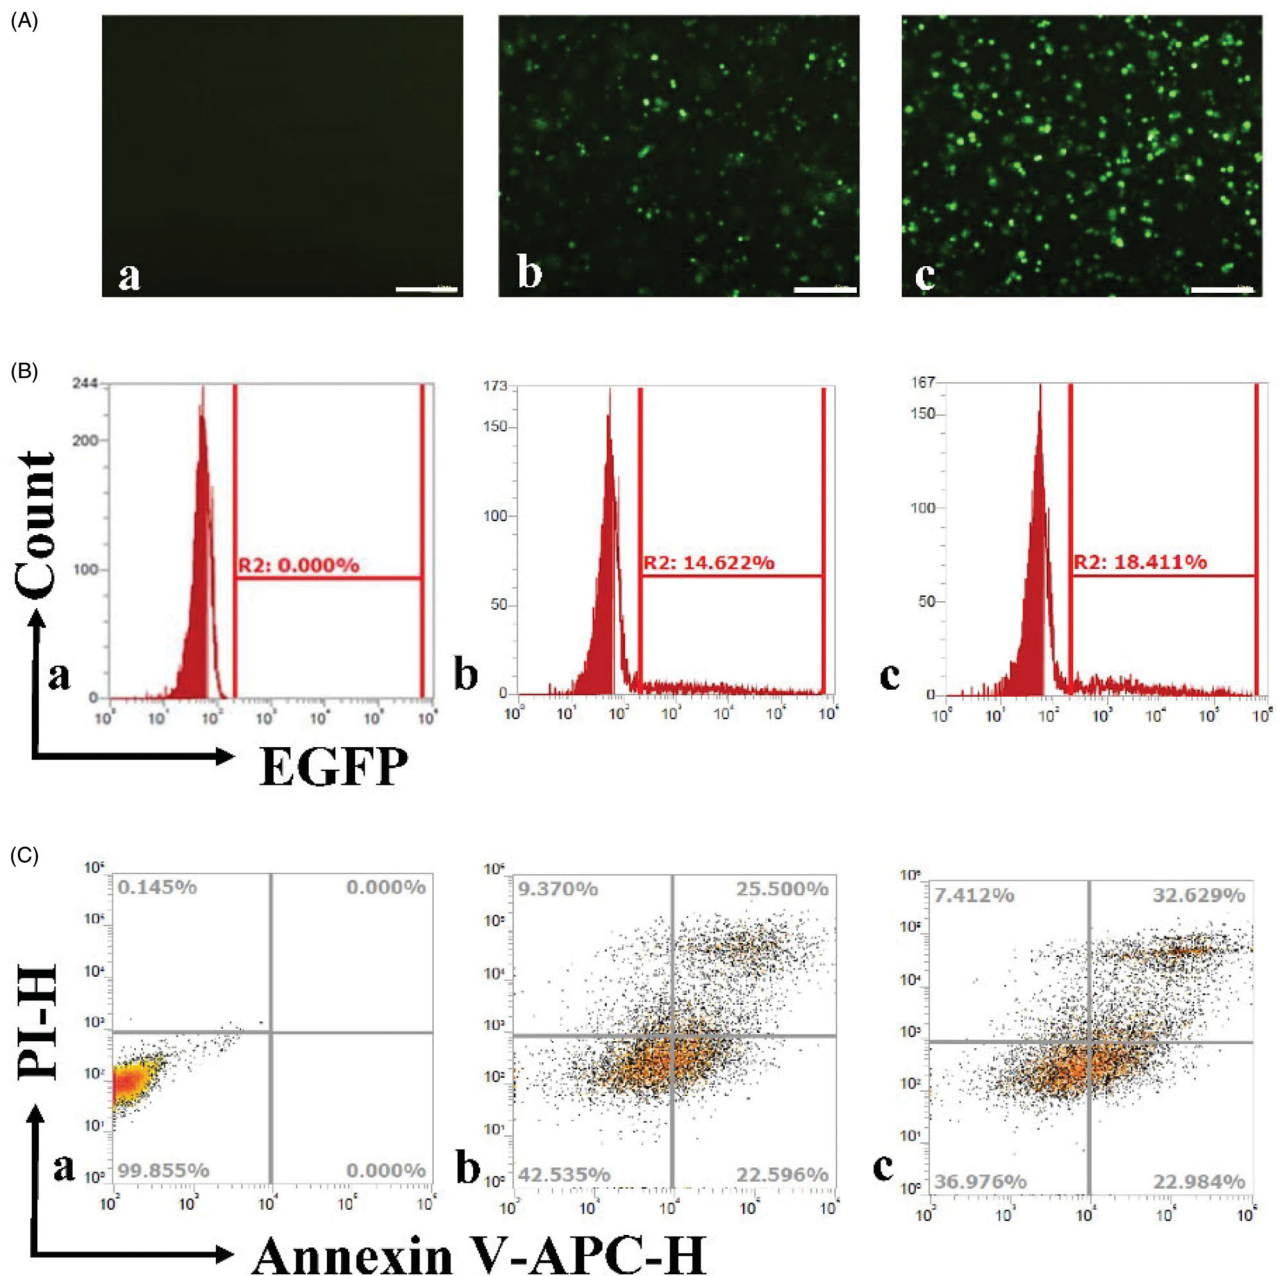 (A)
a b c
(B)
Count
244
200
100
0
R2: 0.000%
a
10⁰ 10¹ 10² 10³ 10⁴ 10⁵ 10⁶
173
150
100
50
0
R2: 14.622%
b
10⁰ 10¹ 10² 10³ 10⁴ 10⁵ 10⁶
167
150
100
50
0
R2: 18.411%
c
10⁰ 10¹ 10² 10³ 10⁴ 10⁵ 10⁶
EGFP
(C)
PI-H
10⁶
10⁵
10⁴
10³
10²
10¹
10⁰
0.145% 0.000%
99.855% 0.000%
a
10² 10³ 10⁴ 10⁵ 10⁶
10⁶
10⁵
10⁴
10³
10²
10¹
10⁰
9.370% 25.500%
42.535% 22.596%
b
10² 10³ 10⁴ 10⁵ 10⁶
10⁶
10⁵
10⁴
10³
10²
10¹
10⁰
7.412% 32.629%
36.976% 22.984%
c
10² 10³ 10⁴ 10⁵ 10⁶
Annexin V-APC-H